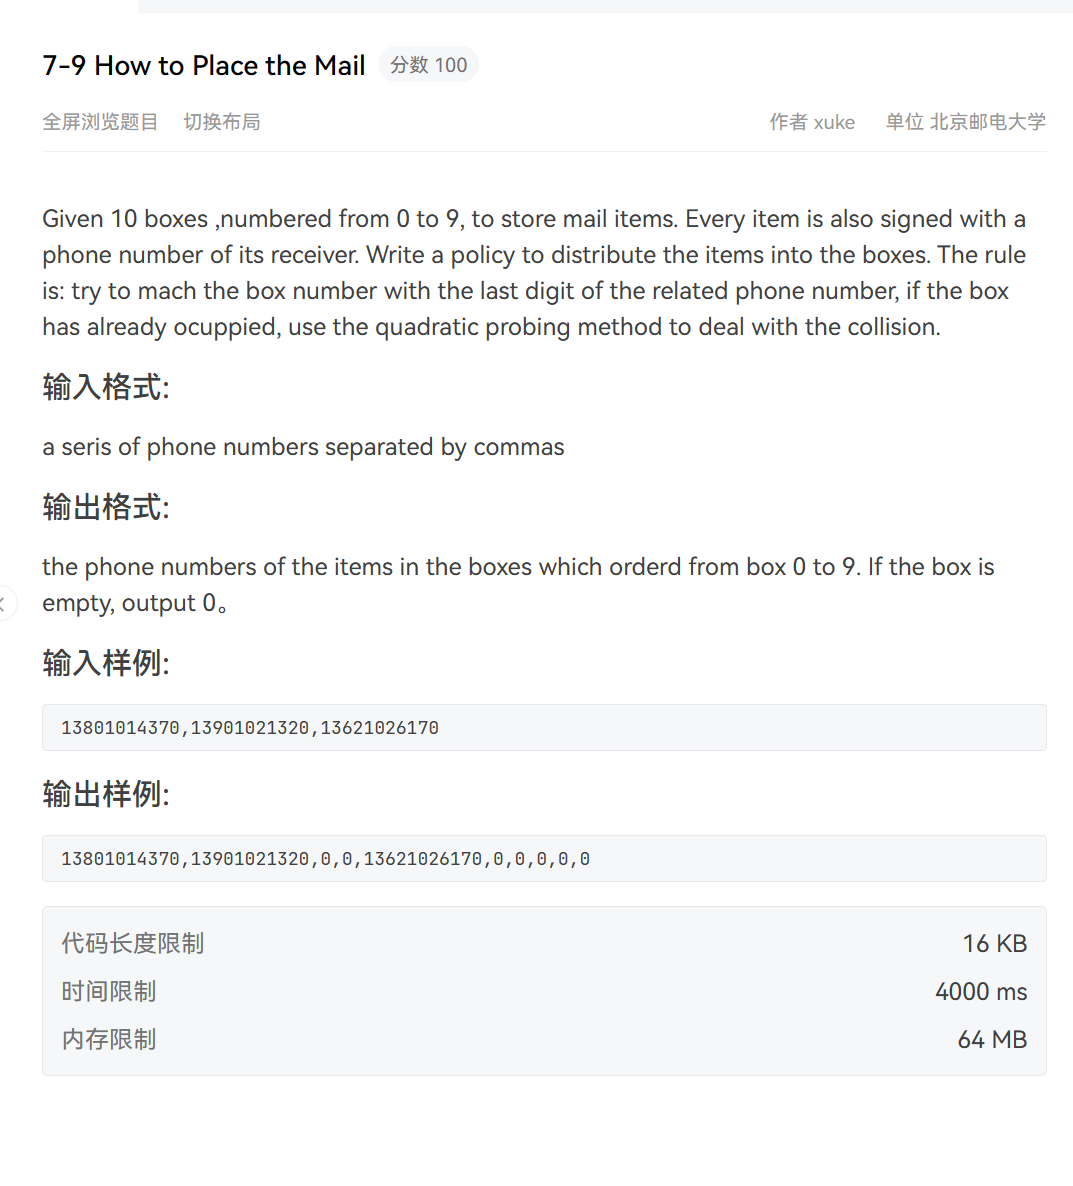 7-9 How to Place the Mail 分数 100
全屏浏览题目 切换布局 作者 xuke 单位 北京邮电大学
Given 10 boxes ,numbered from 0 to 9, to store mail items. Every item is also signed with a
phone number of its receiver. Write a policy to distribute the items into the boxes. The rule
is: try to mach the box number with the last digit of the related phone number, if the box
has already ocuppied, use the quadratic probing method to deal with the collision.
输入格式:
a seris of phone numbers separated by commas
输出格式:
the phone numbers of the items in the boxes which orderd from box 0 to 9. If the box is
empty, output 0。
输入样例:
13801014370,13901021320,13621026170
输出样例:
13801014370,13901021320,0,0,13621026170,0,0,0,0,0
代码长度限制 16 KB
时间限制 4000 ms
内存限制 64 MB